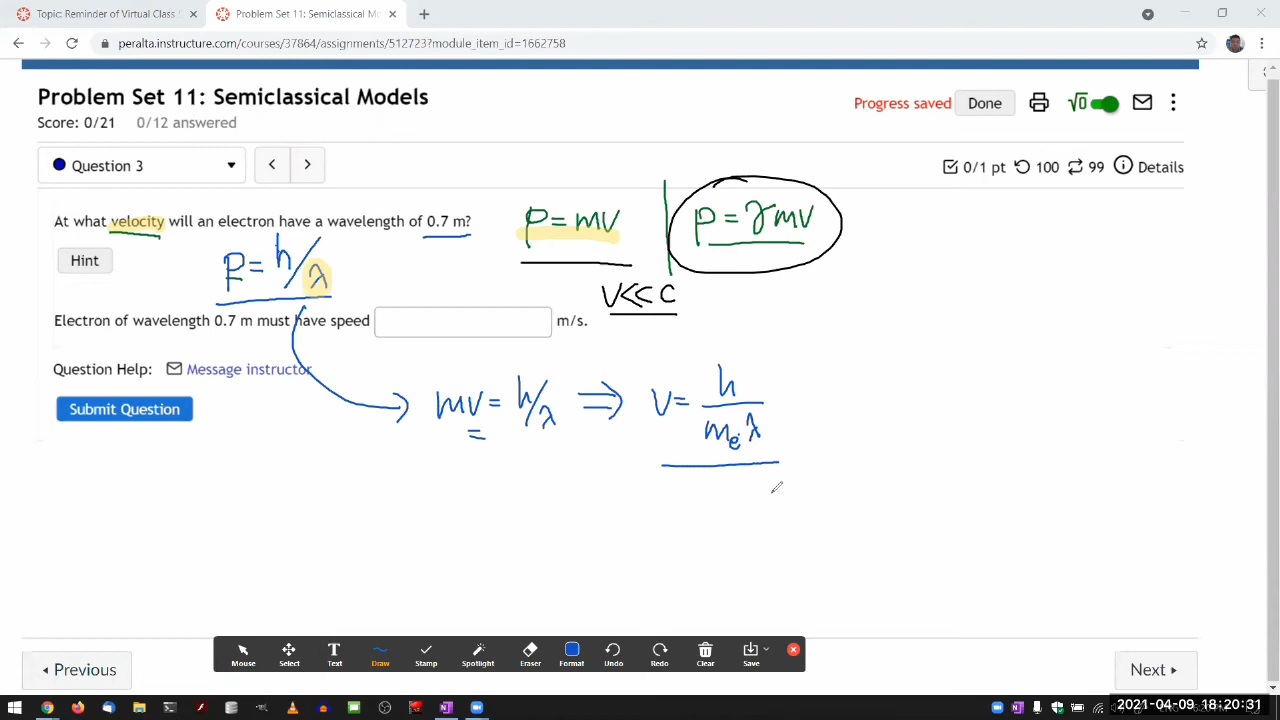 Topic: Reminder of Virtual Class S
Problem Set 11: Semiclassical Mo
peralta.instructure.com/courses/37864/assignments/512723?module_item_id=1662758
Problem Set 11: Semiclassical Models
Score: 0/21 0/12 answered
Progress saved Done √0
Question 3
0/1 pt 100 99 Details
At what velocity will an electron have a wavelength of 0.7 m?
p = mv
p = γmv
Hint
p = h/λ
v << c
Electron of wavelength 0.7 m must have speed m/s.
Question Help: Message instructor
Submit Question
mv = h/λ ⇒ v = h/(mₑλ)
Mouse Select Text Draw Stamp Spotlight Eraser Format Undo Redo Clear Save
Previous
Next
2021-04-09 18:20:31